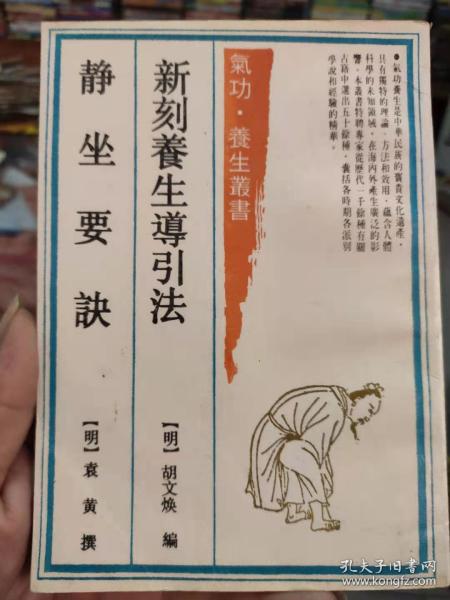 ●氣功養生是中華民族的寶貴文化遺產，
具有獨特的理論、方法和效用，蘊含人體
科學的未知領域，在海內外產生廣泛的影
響。本叢書特聘專家從歷代一千餘種有關
古籍中選出五十餘種，囊括各時期各派別
學說和經驗的精華。
氣功·養生叢書
新刻養生導引法
【明】胡文焕 編
靜坐要訣
【明】袁黃 撰
孔夫子旧书网
www.kongfz.com